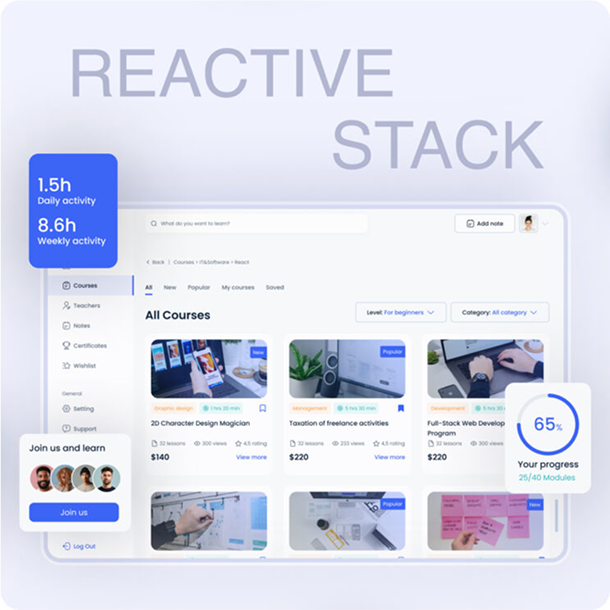 REACTIVE
STACK
1.5h
Daily activity
8.6h
Weekly activity
What do you want to learn?
Add note
Back | Courses > IT&Software > React
Courses
Teachers
Notes
Certificates
Wishlist
General
Setting
Support
All New Popular My courses Saved
All Courses
Level: For beginners
Category: All category
New
Graphic design 1 hrs 20 min
2D Character Design Magician
32 lessons 300 views 4,5 rating
$140 View more
Popular
Management 5 hrs 30 min
Taxation of freelance activities
32 lessons 233 views 4,5 rating
$220 View more
Development 5 hrs 30
Full-Stack Web Develop
Program
32 lessons 300 views
$220
65%
Your progress
25/40 Modules
Join us and learn
Join us
Log Out
New
Popular
New